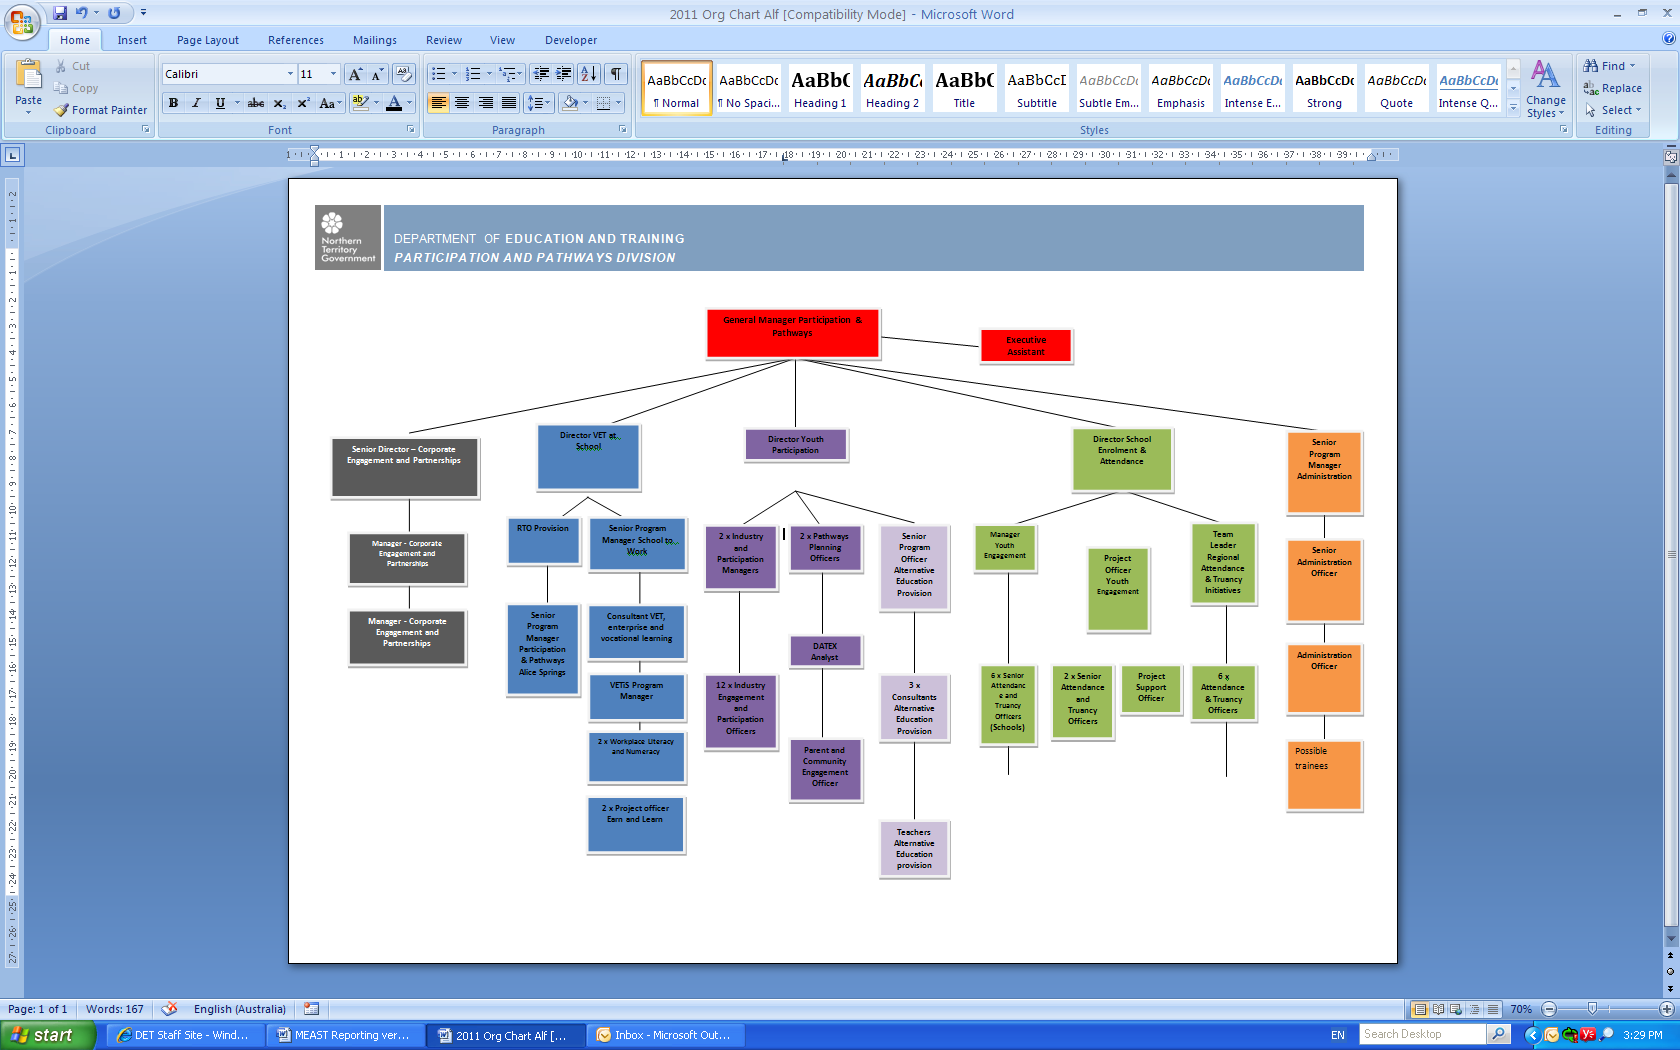 2011 Org Chart Alf [Compatibility Mode] - Microsoft Word
Home Insert Page Layout References Mailings Review View Developer
Paste
Cut
Copy
Format Painter
Clipboard
Calibri 11
Font
Paragraph
AaBbCcDc AaBbCcDc AaBbC AaBbCc AaBbC AaBbCcI AaBbCcDc AaBbCcDc AaBbCcDc AaBbCcDc AaBbCcDc AaBbCcDc
¶ Normal ¶ No Spaci... Heading 1 Heading 2 Title Subtitle Subtle Em... Emphasis Intense E... Strong Quote Intense Q...
Styles
Change
Styles
Find
Replace
Select
Editing
Northern
Territory
Government
DEPARTMENT OF EDUCATION AND TRAINING
PARTICIPATION AND PATHWAYS DIVISION
General Manager Participation &
Pathways
Executive
Assistant
Senior Director – Corporate
Engagement and Partnerships
Manager - Corporate
Engagement and
Partnerships
Manager - Corporate
Engagement and
Partnerships
Director VET at
School
RTO Provision
Senior
Program
Manager
Participation
& Pathways
Alice Springs
Senior Program
Manager School to
Work
Consultant VET,
enterprise and
vocational learning
VETiS Program
Manager
2 x Workplace Literacy
and Numeracy
2 x Project officer
Earn and Learn
Director Youth
Participation
2 x Industry
and
Participation
Managers
12 x Industry
Engagement
and
Participation
Officers
2 x Pathways
Planning
Officers
DATEX
Analyst
Parent and
Community
Engagement
Officer
Senior
Program
Officer
Alternative
Education
Provision
3 x
Consultants
Alternative
Education
Provision
Teachers
Alternative
Education
provision
Director School
Enrolment &
Attendance
Manager
Youth
Engagement
6 x Senior
Attendanc
e and
Truancy
Officers
(Schools)
Project
Officer
Youth
Engagement
2 x Senior
Attendance
and
Truancy
Officers
Project
Support
Officer
Team
Leader
Regional
Attendance
& Truancy
Initiatives
6 x
Attendance
& Truancy
Officers
Senior
Program
Manager
Administration
Senior
Administration
Officer
Administration
Officer
Possible
trainees
Page: 1 of 1 Words: 167 English (Australia) 70%
start DET Staff Site - Wind... MEAST Reporting ver... 2011 Org Chart Alf [... Inbox - Microsoft Out... EN Search Desktop 3:29 PM